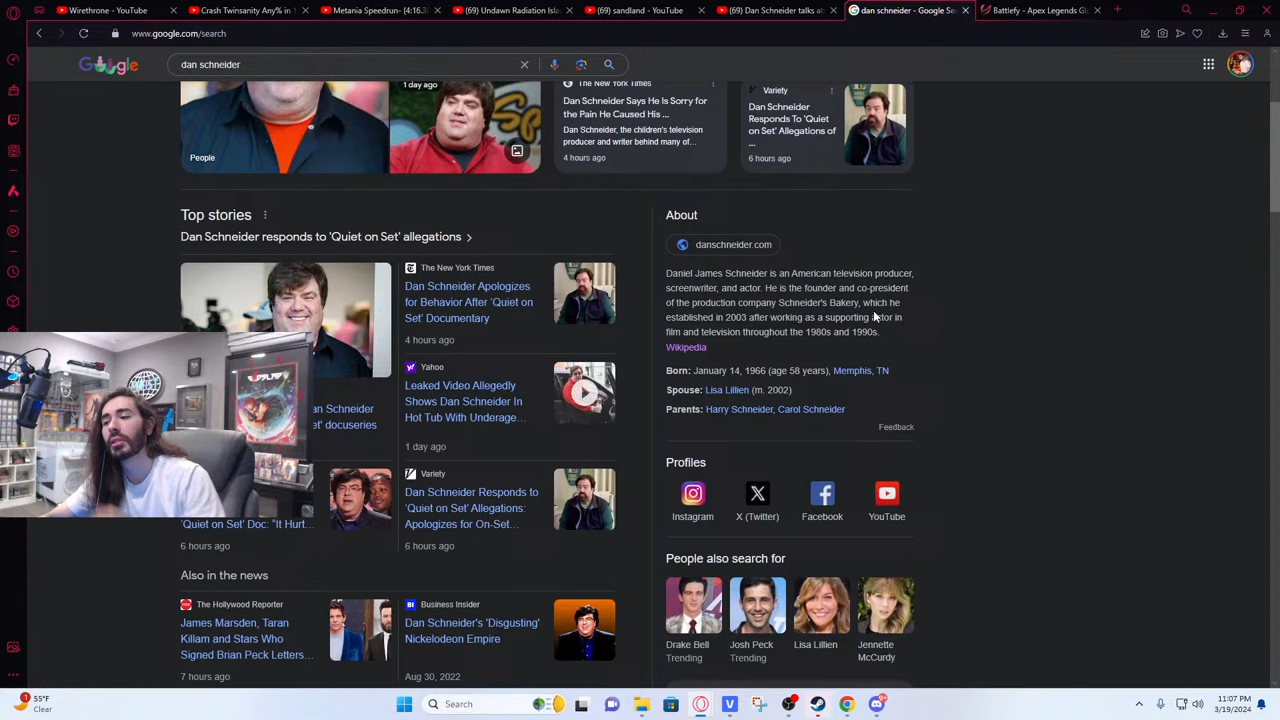 Wirethrone - YouTube
Crash Twinsanity Any% in 1
Metania Speedrun- (4:16.3
(69) Undawn Radiation Isl
(69) sandland - YouTube
(69) Dan Schneider talks ab
dan schneider - Google Se
Battlefy - Apex Legends Gl
www.google.com/search
Google
dan schneider
People
1 day ago
The New York Times
Dan Schneider Says He Is Sorry for
the Pain He Caused His ...
Dan Schneider, the children's television
producer and writer behind many of...
4 hours ago
Variety
Dan Schneider
Responds To 'Quiet
on Set' Allegations of
...
6 hours ago
Top stories
Dan Schneider responds to 'Quiet on Set' allegations
The New York Times
Dan Schneider Apologizes
for Behavior After 'Quiet on
Set' Documentary
4 hours ago
Yahoo
Leaked Video Allegedly
Shows Dan Schneider In
Hot Tub With Underage...
1 day ago
an Schneider
et' docuseries
'Quiet on Set' Doc: "It Hurt...
6 hours ago
Variety
Dan Schneider Responds to
'Quiet on Set' Allegations:
Apologizes for On-Set...
6 hours ago
Also in the news
The Hollywood Reporter
James Marsden, Taran
Killam and Stars Who
Signed Brian Peck Letters...
7 hours ago
BI
Business Insider
Dan Schneider's 'Disgusting'
Nickelodeon Empire
Aug 30, 2022
About
danschneider.com
Daniel James Schneider is an American television producer,
screenwriter, and actor. He is the founder and co-president
of the production company Schneider's Bakery, which he
established in 2003 after working as a supporting actor in
film and television throughout the 1980s and 1990s.
Wikipedia
Born: January 14, 1966 (age 58 years), Memphis, TN
Spouse: Lisa Lillien (m. 2002)
Parents: Harry Schneider, Carol Schneider
Feedback
Profiles
Instagram
X (Twitter)
Facebook
YouTube
People also search for
Drake Bell
Trending
Josh Peck
Trending
Lisa Lillien
Jennette
McCurdy
1
55°F
Clear
Search
9+
11:07 PM
3/19/2024